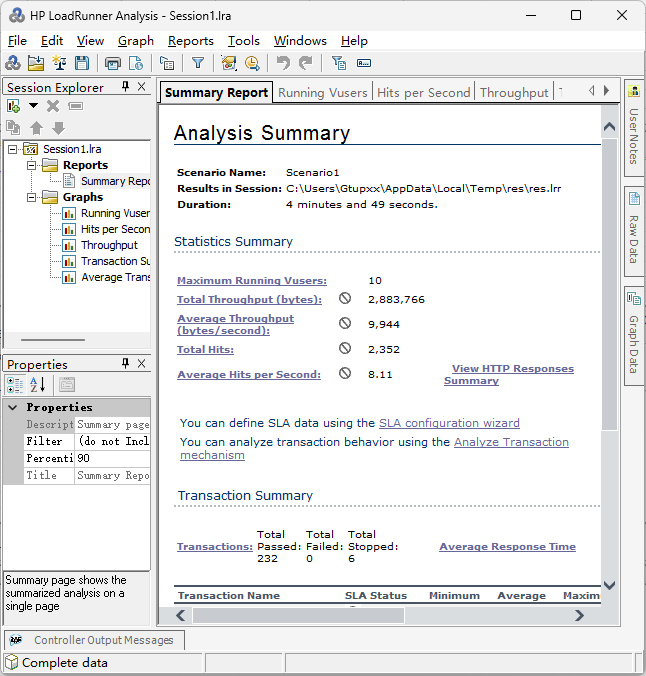 HP LoadRunner Analysis - Session1.lra
File Edit View Graph Reports Tools Windows Help
Session Explorer
Session1.lra
Reports
Summary Repo
Graphs
Running Vuser
Hits per Secon
Throughput
Transaction Su
Average Trans
Properties
Properties
Descript Summary page
Filter (do not Incl
Percenti 90
Title Summary Repo
Summary page shows the
summarized analysis on a
single page
Summary Report Running Vusers Hits per Second Throughput
Analysis Summary
Scenario Name: Scenario1
Results in Session: C:\Users\Gtupxx\AppData\Local\Temp\res\res.lrr
Duration: 4 minutes and 49 seconds.
Statistics Summary
Maximum Running Vusers: 10
Total Throughput (bytes): 2,883,766
Average Throughput
(bytes/second): 9,944
Total Hits: 2,352
Average Hits per Second: 8.11 View HTTP Responses
Summary
You can define SLA data using the SLA configuration wizard
You can analyze transaction behavior using the Analyze Transaction
mechanism
Transaction Summary
Transactions: Total Passed: 232 Total Failed: 0 Total Stopped: 6 Average Response Time
Transaction Name SLA Status Minimum Average Maximu
User Notes
Raw Data
Graph Data
Controller Output Messages
Complete data